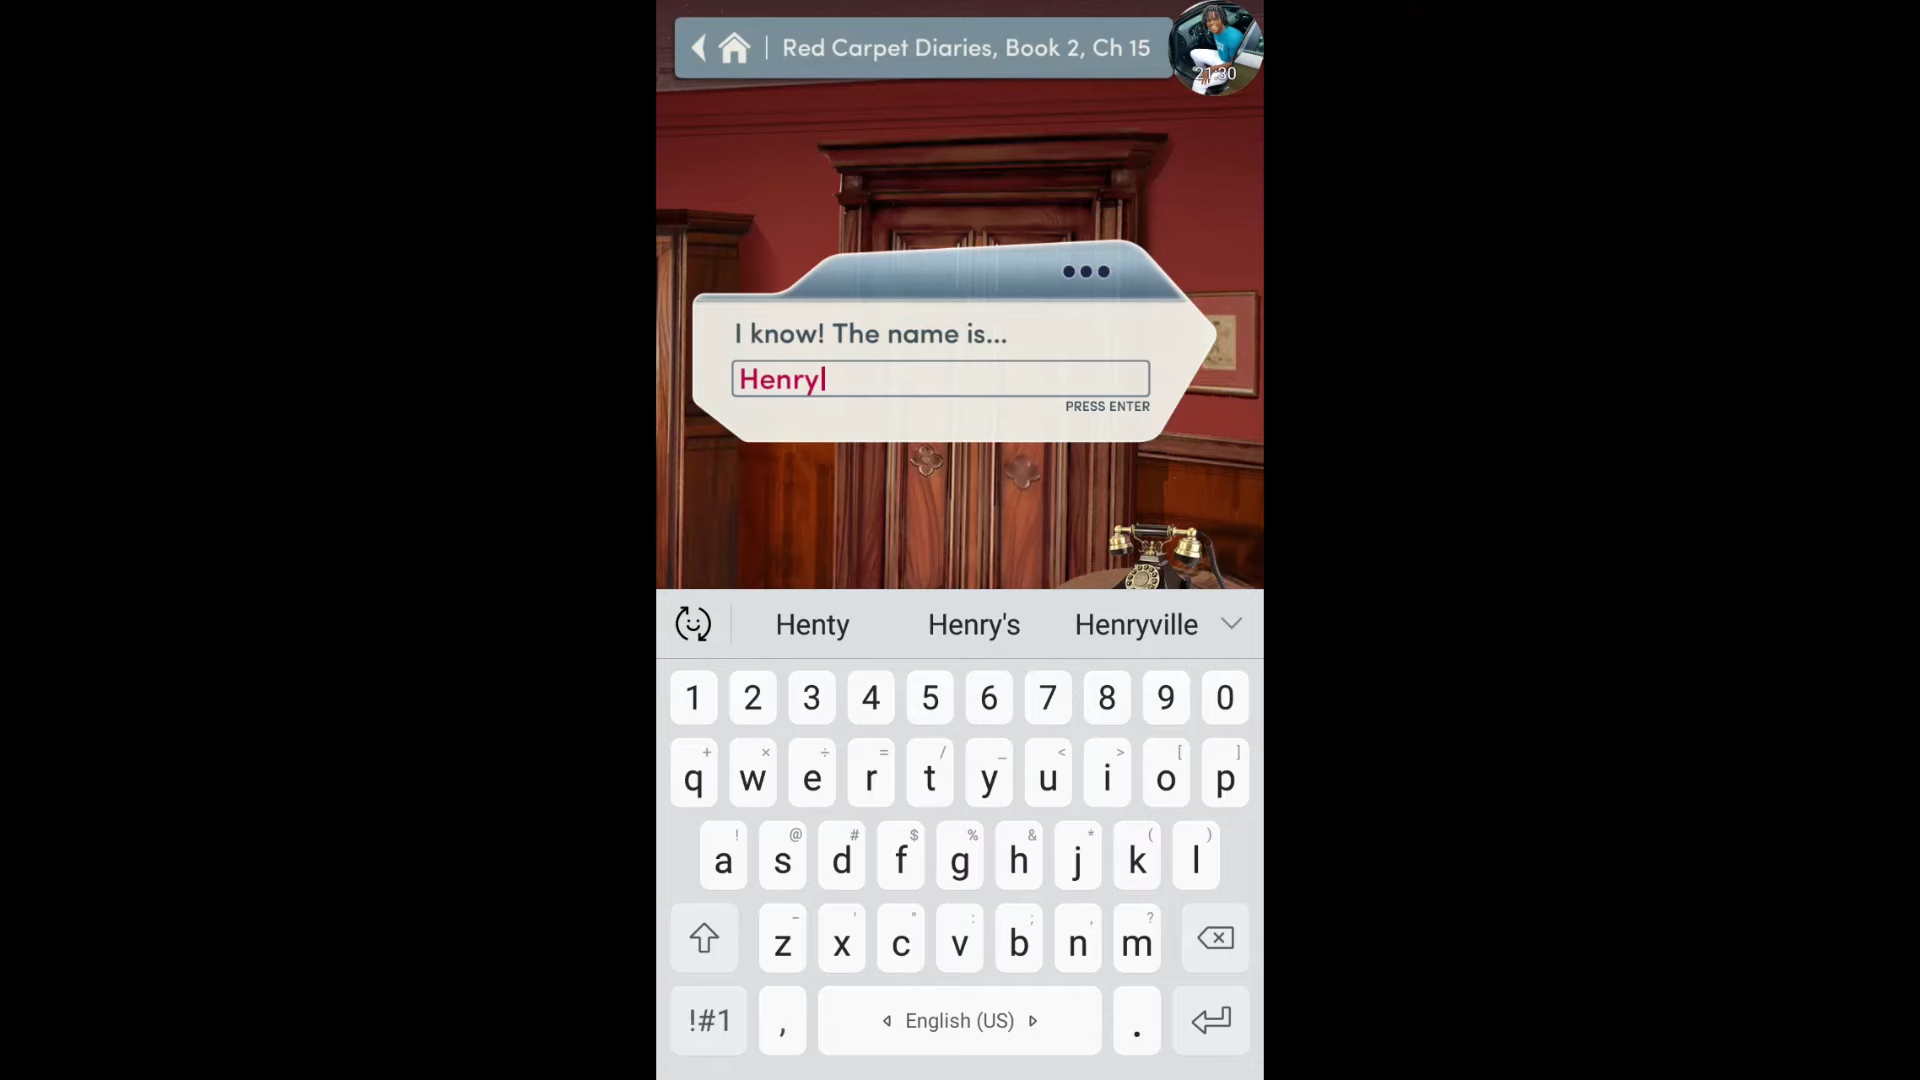 Red Carpet Diaries, Book 2, Ch 15
21:30
I know! The name is...
Henry
PRESS ENTER
Henty Henry's Henryville
1 2 3 4 5 6 7 8 9 0
+ × ÷ = / _ < > [ ]
q w e r t y u i o p
! @ # $ % & * ( )
a s d f g h j k l
- ' " : ; , ?
z x c v b n m
!#1 , English (US) .